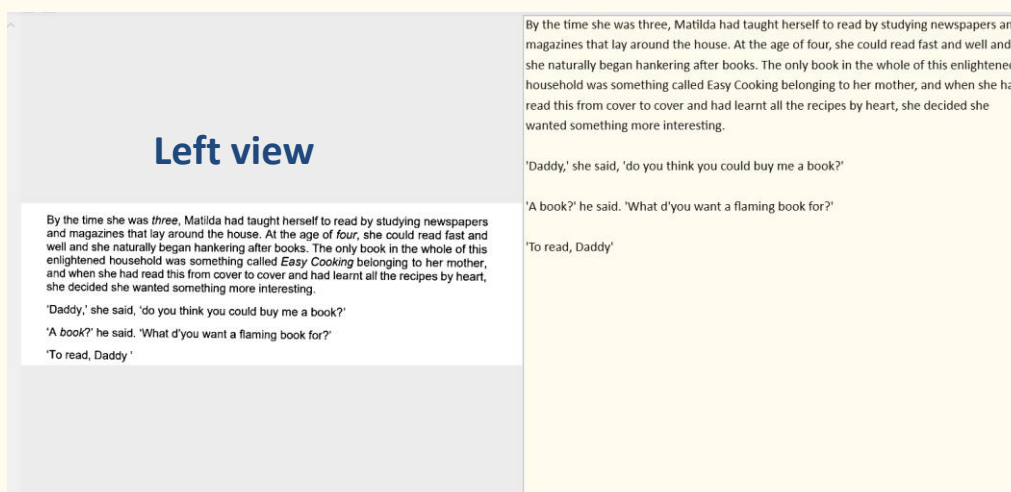 Left view
By the time she was three, Matilda had taught herself to read by studying newspapers
and magazines that lay around the house. At the age of four, she could read fast and
well and she naturally began hankering after books. The only book in the whole of this
enlightened household was something called Easy Cooking belonging to her mother,
and when she had read this from cover to cover and had learnt all the recipes by heart,
she decided she wanted something more interesting.
'Daddy,' she said, 'do you think you could buy me a book?'
'A book?' he said. 'What d'you want a flaming book for?'
'To read, Daddy '
By the time she was three, Matilda had taught herself to read by studying newspapers
magazines that lay around the house. At the age of four, she could read fast and well and
she naturally began hankering after books. The only book in the whole of this
household was something called Easy Cooking belonging to her mother, and when she
read this from cover to cover and had learnt all the recipes by heart, she decided she
wanted something more interesting.
'Daddy,' she said, 'do you think you could buy me a book?'
'A book?' he said. 'What d'you want a flaming book for?'
'To read, Daddy'